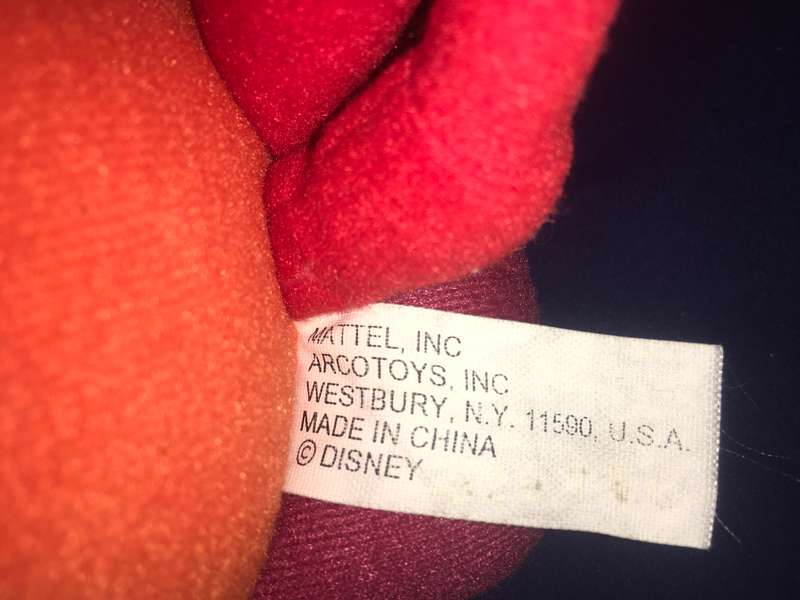 MATTEL, INC
ARCOTOYS, INC
WESTBURY, N.Y. 11590, U.S.A.
MADE IN CHINA
© DISNEY